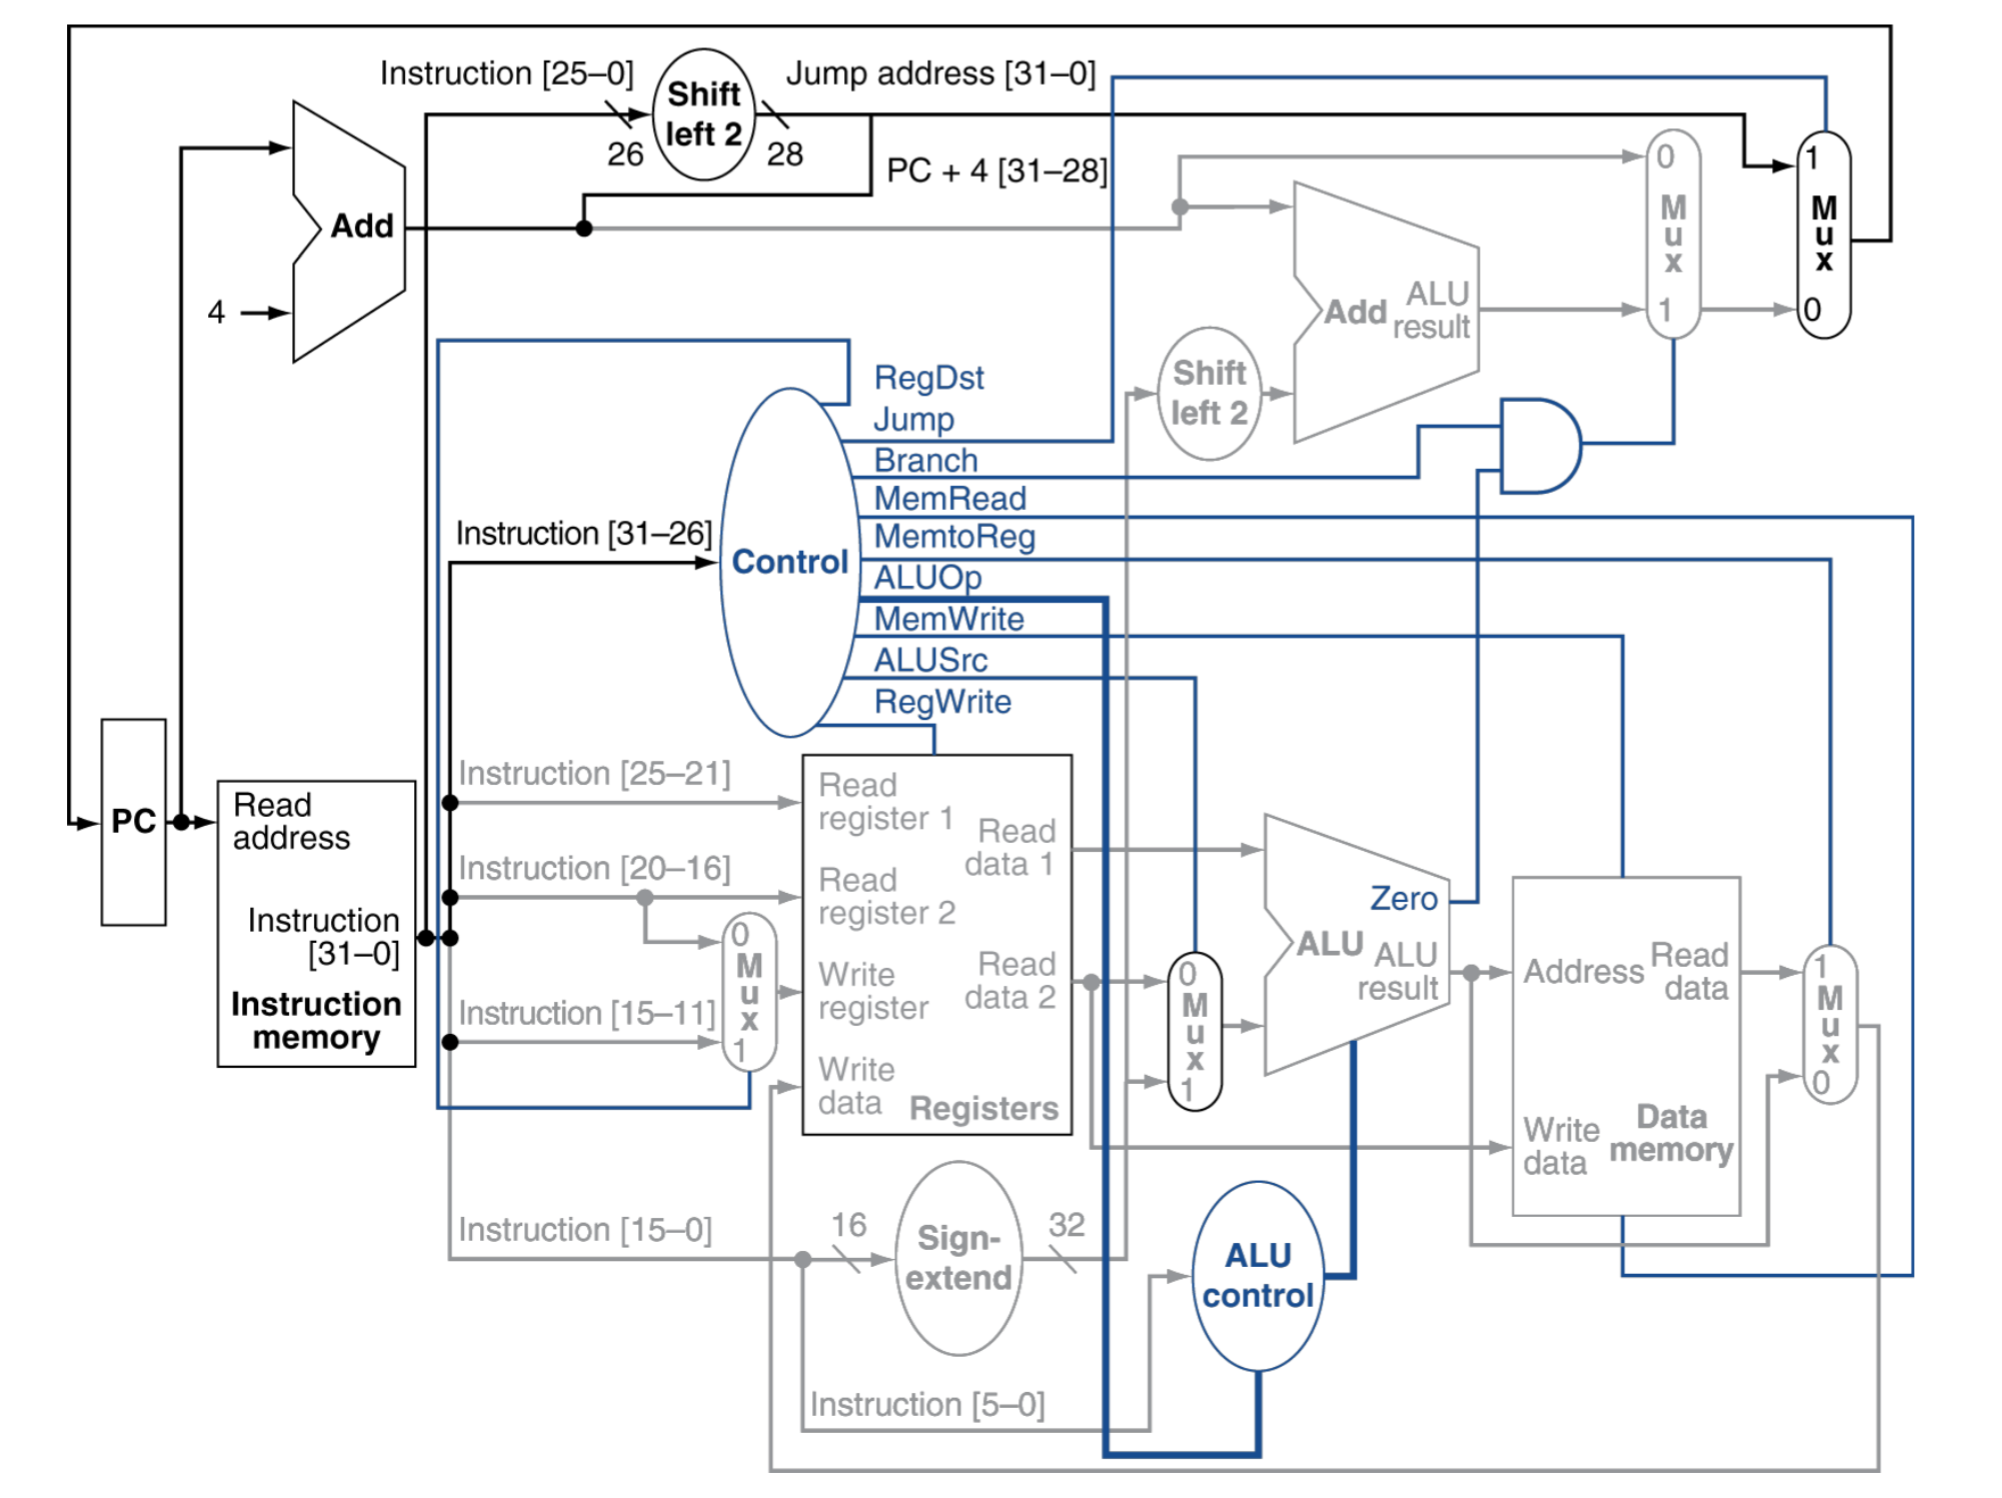 Instruction [25–0]
Shift
left 2
Jump address [31–0]
26
28
PC + 4 [31–28]
Add
4
0
M
u
x
1
1
M
u
x
0
Add
ALU
result
Shift
left 2
RegDst
Jump
Branch
MemRead
MemtoReg
ALUOp
MemWrite
ALUSrc
RegWrite
Instruction [31–26]
Control
PC
Read
address
Instruction
[31–0]
Instruction
memory
Instruction [25–21]
Instruction [20–16]
Instruction [15–11]
0
M
u
x
1
Read
register 1
Read
register 2
Write
register
Write
data
Read
data 1
Read
data 2
Registers
0
M
u
x
1
Zero
ALU
ALU
result
Address
Read
data
Write
data
Data
memory
1
M
u
x
0
Instruction [15–0]
16
Sign-
extend
32
ALU
control
Instruction [5–0]